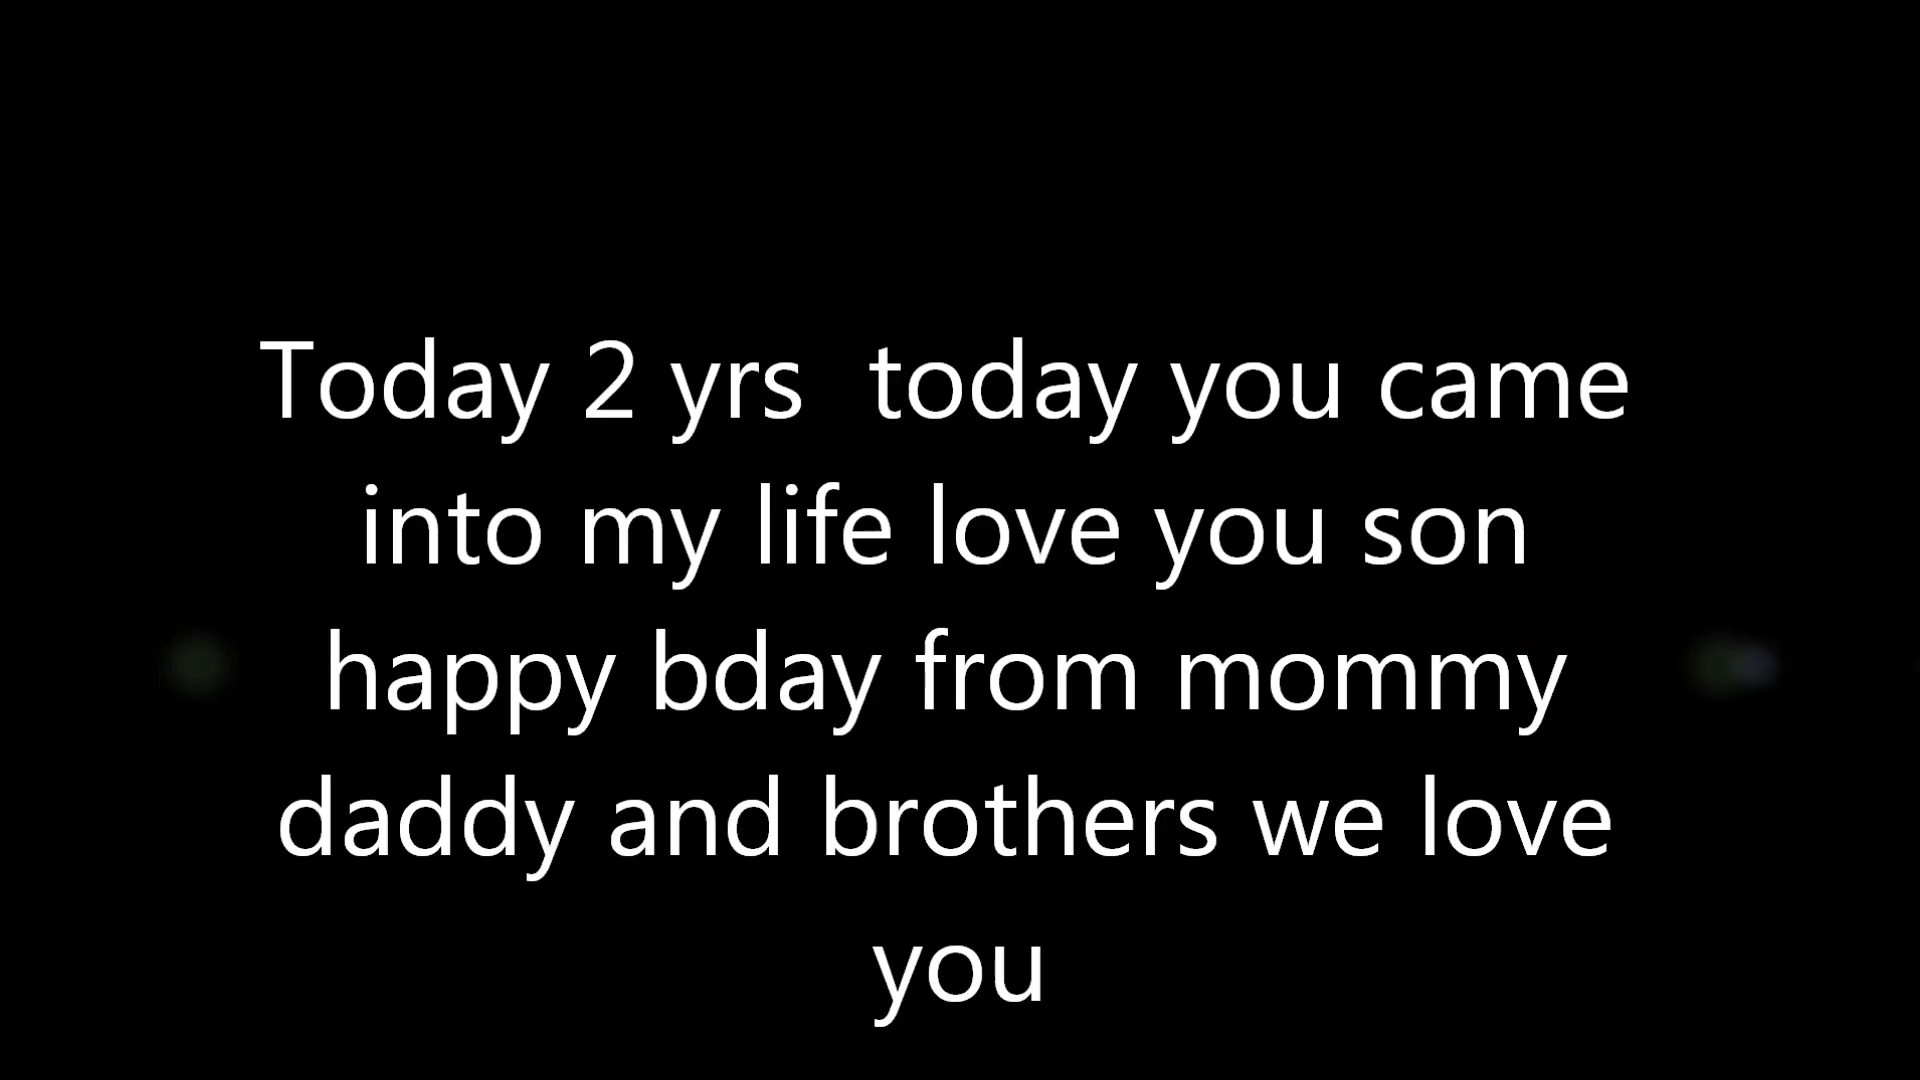 Today 2 yrs  today you came
into my life love you son
happy bday from mommy
daddy and brothers we love
you